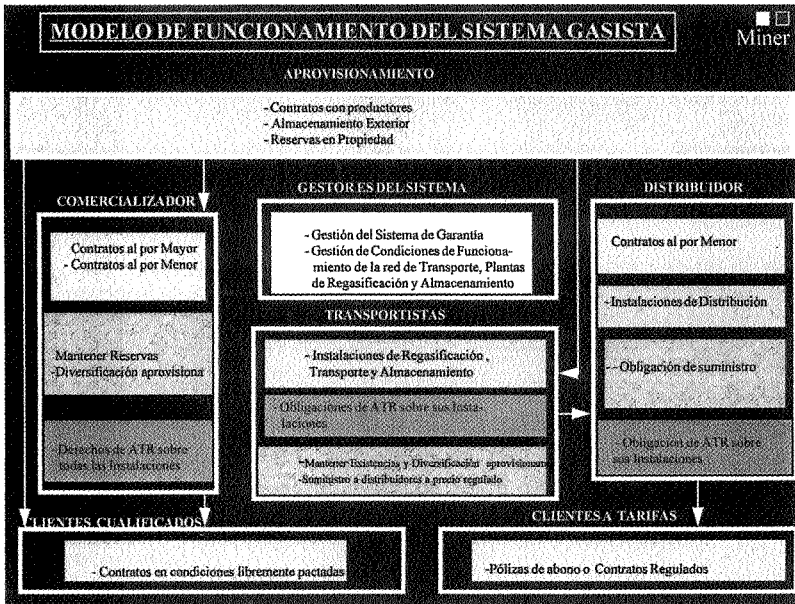 MODELO DE FUNCIONAMIENTO DEL SISTEMA GASISTA
Miner
APROVISIONAMIENTO
- Contratos con productores
- Almacenamiento Exterior
- Reservas en Propiedad
COMERCIALIZADOR
Contratos al por Mayor
- Contratos al por Menor
Mantener Reservas
-Diversificación aprovisiona
-Derechos de ATR sobre
todas las Instalaciones
GESTORES DEL SISTEMA
- Gestión del Sistema de Garantía
- Gestión de Condiciones de Funciona-
miento de la red de Transporte, Plantas
de Regasificación y Almacenamiento
TRANSPORTISTAS
- Instalaciones de Regasificación,
Transporte y Almacenamiento
-Obligaciones de ATR sobre sus Insta-
laciones
-Mantener Existencias y Diversificación aprovisionam
-Suministro a distribuidores a precio regulado
DISTRIBUIDOR
Contratos al por Menor
-Instalaciones de Distribución
-Obligación de suministro
-Obligación de ATR sobre
sus Instalaciones
CLIENTES CUALIFICADOS
- Contratos en condiciones libremente pactadas
CLIENTES A TARIFAS
-Pólizas de abono o Contratos Regulados